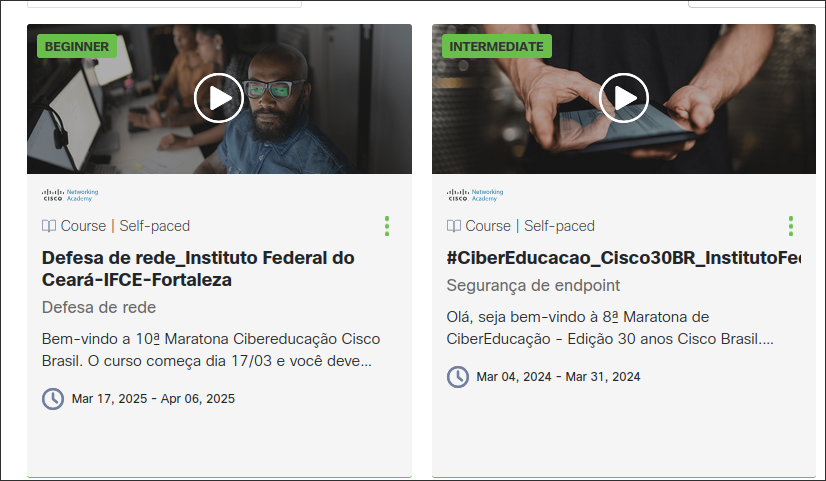 BEGINNER
CISCO Networking Academy
Course | Self-paced
Defesa de rede_Instituto Federal do
Ceará-IFCE-Fortaleza
Defesa de rede
Bem-vindo a 10ª Maratona Cibereducação Cisco
Brasil. O curso começa dia 17/03 e você deve...
Mar 17, 2025 - Apr 06, 2025
INTERMEDIATE
CISCO Networking Academy
Course | Self-paced
#CiberEducacao_Cisco30BR_InstitutoFe
Segurança de endpoint
Olá, seja bem-vindo à 8ª Maratona de
CiberEducação - Edição 30 anos Cisco Brasil....
Mar 04, 2024 - Mar 31, 2024